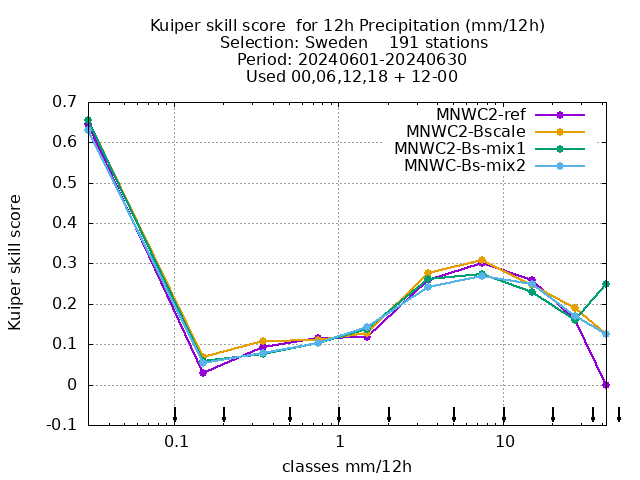 Kuiper skill score  for 12h Precipitation (mm/12h)
Selection: Sweden    191 stations
Period: 20240601-20240630
Used 00,06,12,18 + 12-00
MNWC2-ref
MNWC2-Bscale
MNWC2-Bs-mix1
MNWC-Bs-mix2
Kuiper skill score
0.7
0.6
0.5
0.4
0.3
0.2
0.1
0
-0.1
0.1
1
10
classes mm/12h